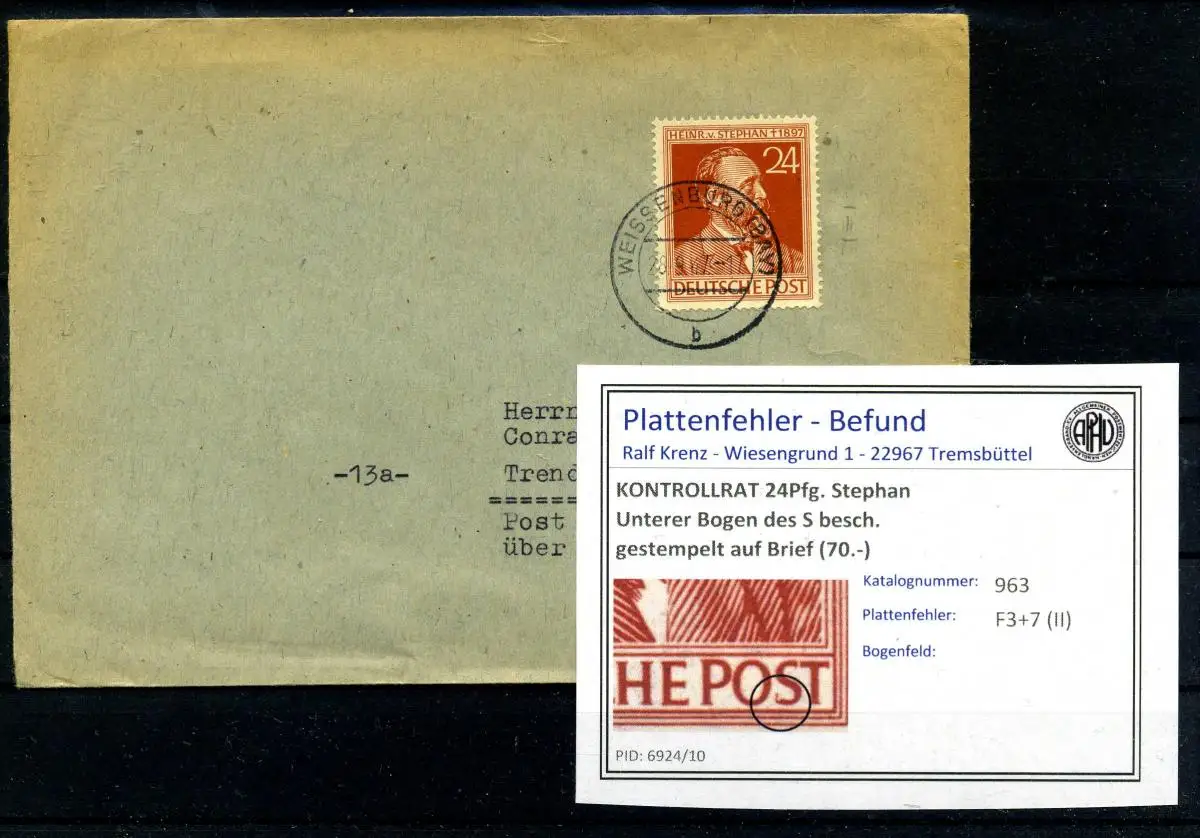 HEINR. v. STEPHAN † 1897
24
WEISSENBURG (BAY)
DEUTSCHE POST
b
Herrn
Conra
-13a-
Trend
=======
Post
über
Plattenfehler - Befund
Ralf Krenz - Wiesengrund 1 - 22967 Tremsbüttel
APHV
KONTROLLRAT 24Pfg. Stephan
Unterer Bogen des S besch.
gestempelt auf Brief (70.-)
Katalognummer: 963
Plattenfehler: F3+7 (II)
Bogenfeld:
HE POST
PID: 6924/10